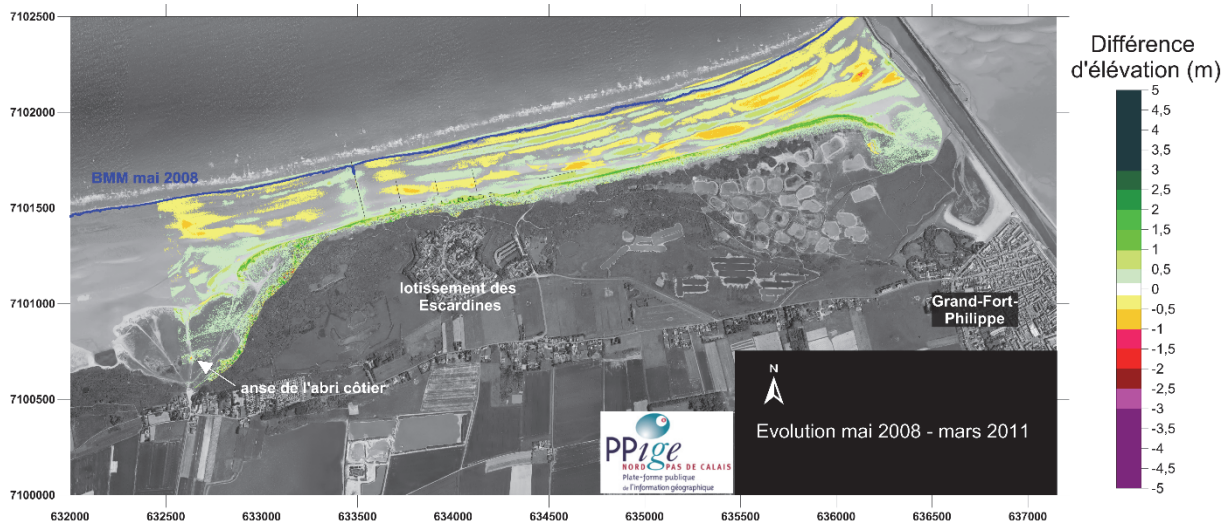 7102500
7102000
7101500
7101000
7100500
7100000
632000
632500
633000
633500
634000
634500
635000
635500
636000
636500
637000
BMM mai 2008
lotissement des
Escardines
anse de l'abri côtier
Grand-Fort-
Philippe
PPige
NORD PAS DE CALAIS
Plate-forme publique
de l'information géographique
N
Evolution mai 2008 - mars 2011
Différence
d'élévation (m)
5
4,5
4
3,5
3
2,5
2
1,5
1
0,5
0
-0,5
-1
-1,5
-2
-2,5
-3
-3,5
-4
-4,5
-5